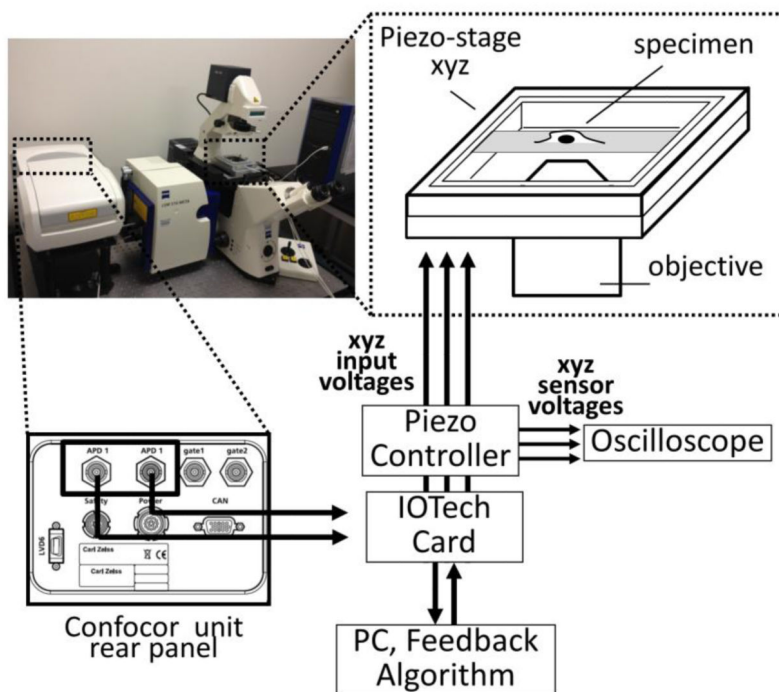 Piezo-stage
xyz
specimen
objective
xyz
input
voltages
xyz
sensor
voltages
Piezo
Controller
Oscilloscope
IOTech
Card
PC, Feedback
Algorithm
APD 1
APD 1
gate1
gate2
Safety
Power
CAN
LVD6
Carl Zeiss
Carl Zeiss
Confocor unit
rear panel